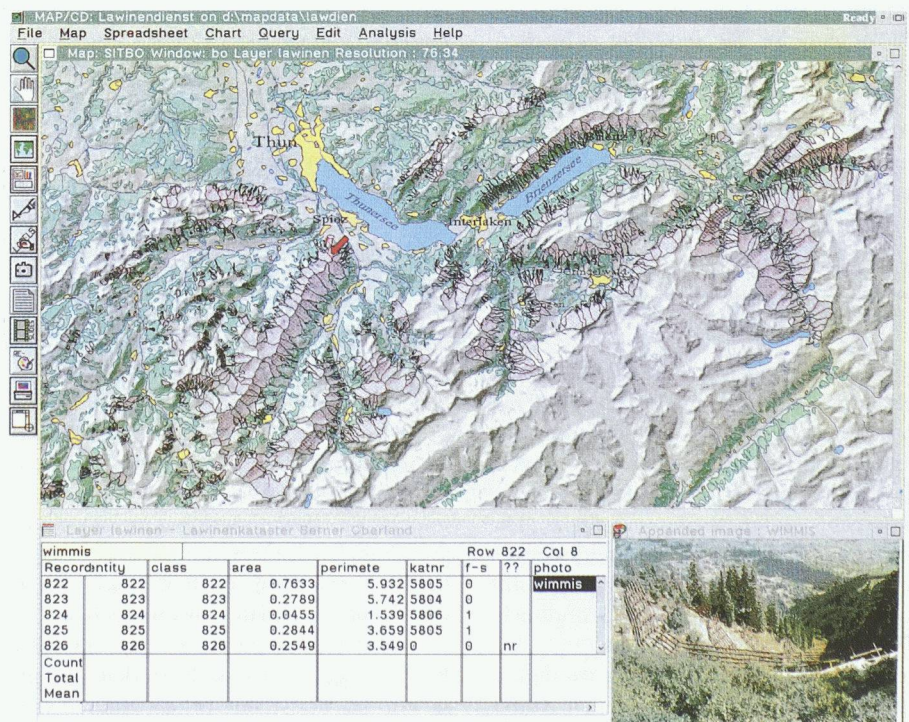 MAP/CD: Lawinendienst on d:\mapdata\lawdien Ready
File Map Spreadsheet Chart Query Edit Analysis Help
Map: SITBO Window: bo Layer lawinen Resolution : 76.34
Thun
Thunersee
Spiez
Interlaken
Brienzersee
Layer lawinen - Lawinenkataster Berner Oberland
Appended image : WIMMIS
wimmis Row 822 Col 8
Recordntity class area perimete katnr f-s ?? photo
822 822 822 0.7633 5.932 5805 0 wimmis
823 823 823 0.2789 5.742 5804 0
824 824 824 0.0455 1.539 5806 1
825 825 825 0.2844 3.659 5805 1
826 826 826 0.2549 3.549 0 0 nr
Count
Total
Mean